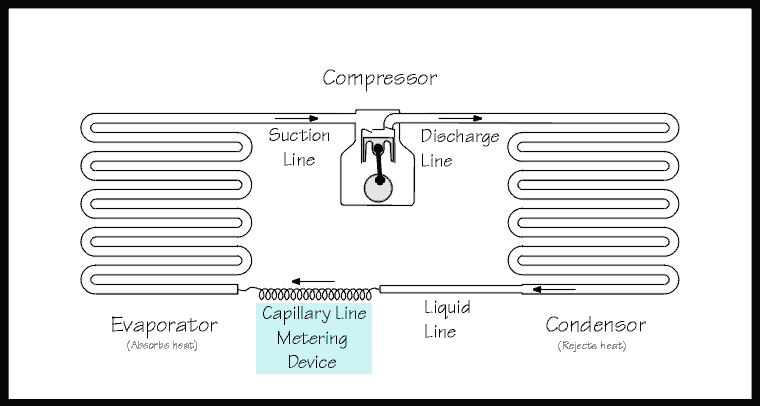 Compressor
Suction
Line
Discharge
Line
Evaporator
(Absorbs heat)
Capillary Line
Metering
Device
Liquid
Line
Condensor
(Rejects heat)